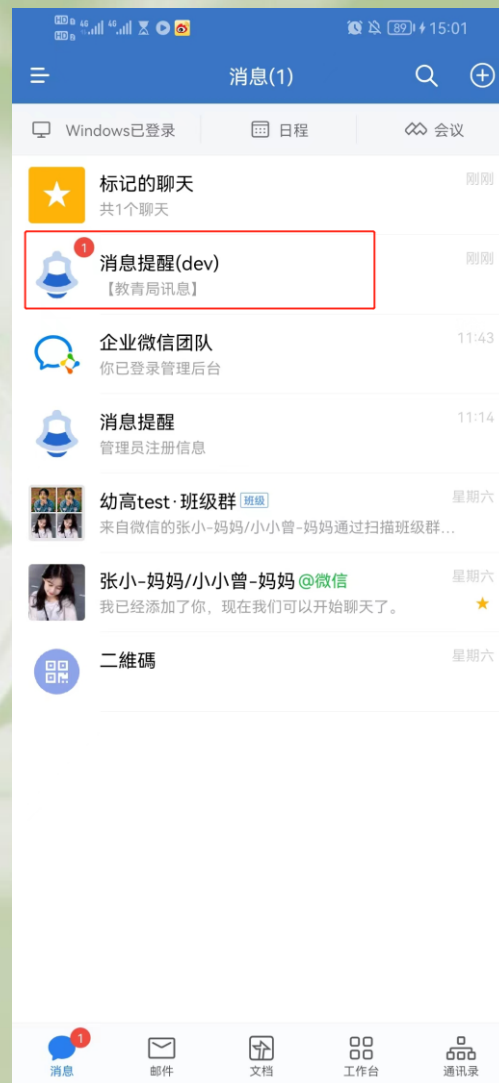 HD 46 46 89 15:01
HD
消息(1)
Windows已登录 日程 会议
标记的聊天 刚刚
共1个聊天
1
消息提醒(dev) 刚刚
【教青局讯息】
企业微信团队 11:43
你已登录管理后台
消息提醒 11:14
管理员注册信息
幼高test·班级群 班级 星期六
来自微信的张小-妈妈/小小曾-妈妈通过扫描班级群...
张小-妈妈/小小曾-妈妈 @微信 星期六
我已经添加了你，现在我们可以开始聊天了。
二維碼 星期六
1
消息 邮件 文档 工作台 通讯录